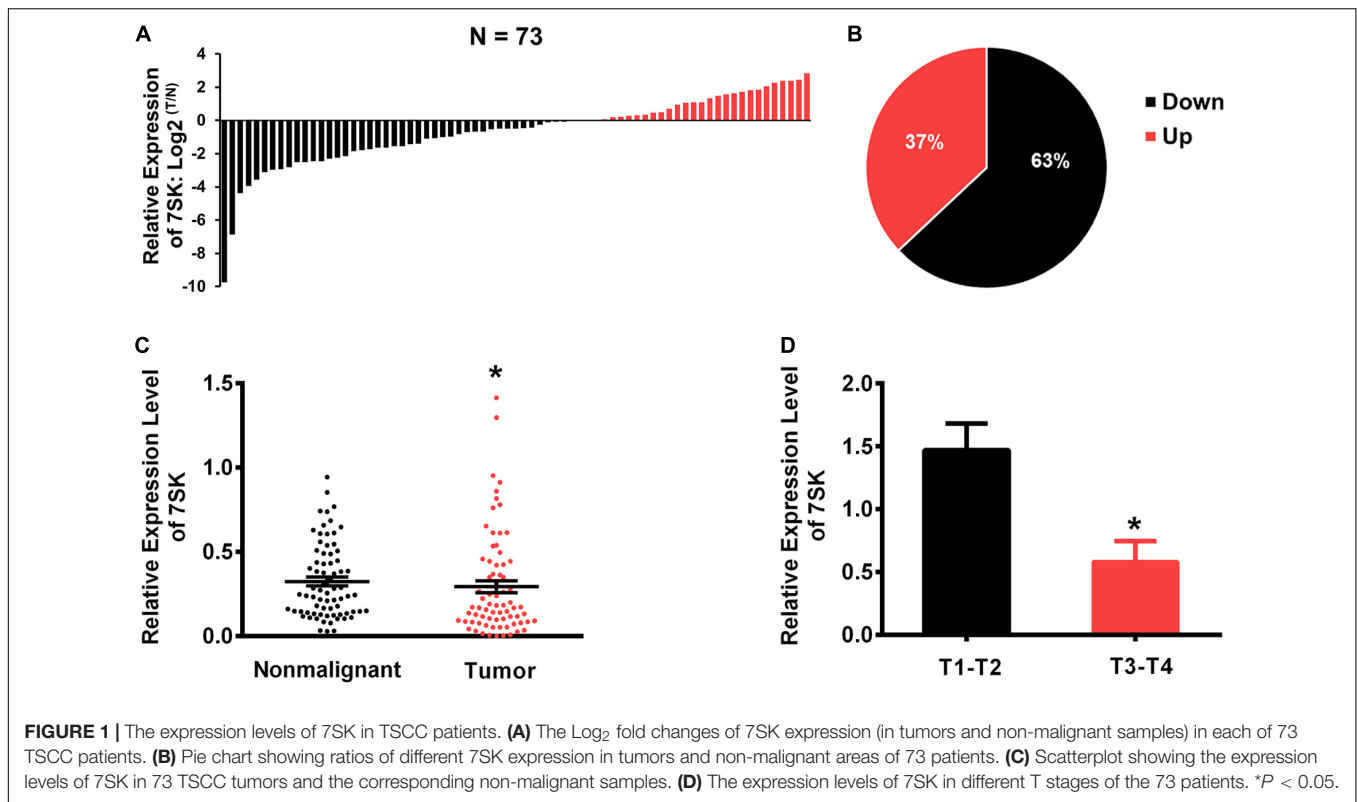 A
N = 73
Relative Expression
of 7SK: Log2 (T/N)
4
2
0
-2
-4
-6
-8
-10
B
37%
63%
Down
Up
C
Relative Expression Level
of 7SK
1.5
1.0
0.5
0.0
*
Nonmalignant
Tumor
D
Relative Expression Level
of 7SK
2.0
1.5
1.0
0.5
0.0
*
T1-T2
T3-T4
FIGURE 1 | The expression levels of 7SK in TSCC patients. (A) The Log2 fold changes of 7SK expression (in tumors and non-malignant samples) in each of 73
TSCC patients. (B) Pie chart showing ratios of different 7SK expression in tumors and non-malignant areas of 73 patients. (C) Scatterplot showing the expression
levels of 7SK in 73 TSCC tumors and the corresponding non-malignant samples. (D) The expression levels of 7SK in different T stages of the 73 patients. *P < 0.05.